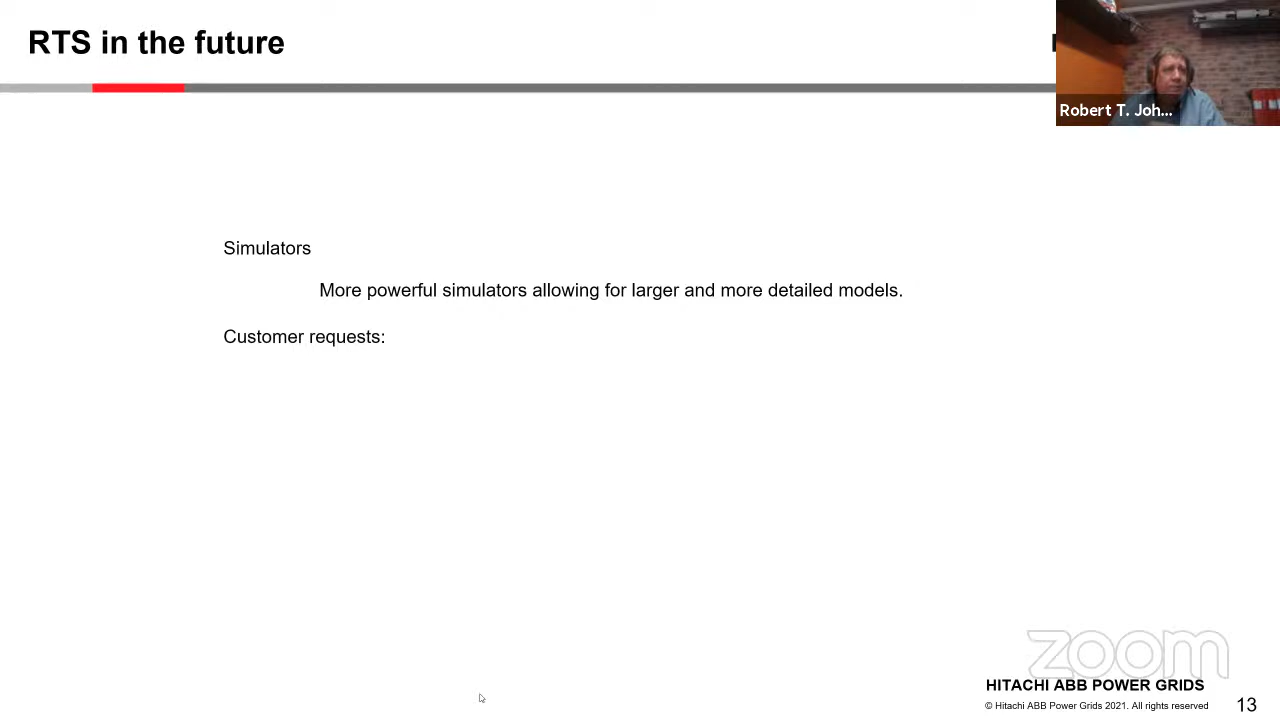 RTS in the future
Robert T. Joh...
Simulators
More powerful simulators allowing for larger and more detailed models.
Customer requests:
zoom
HITACHI ABB POWER GRIDS
© Hitachi ABB Power Grids 2021. All rights reserved
13